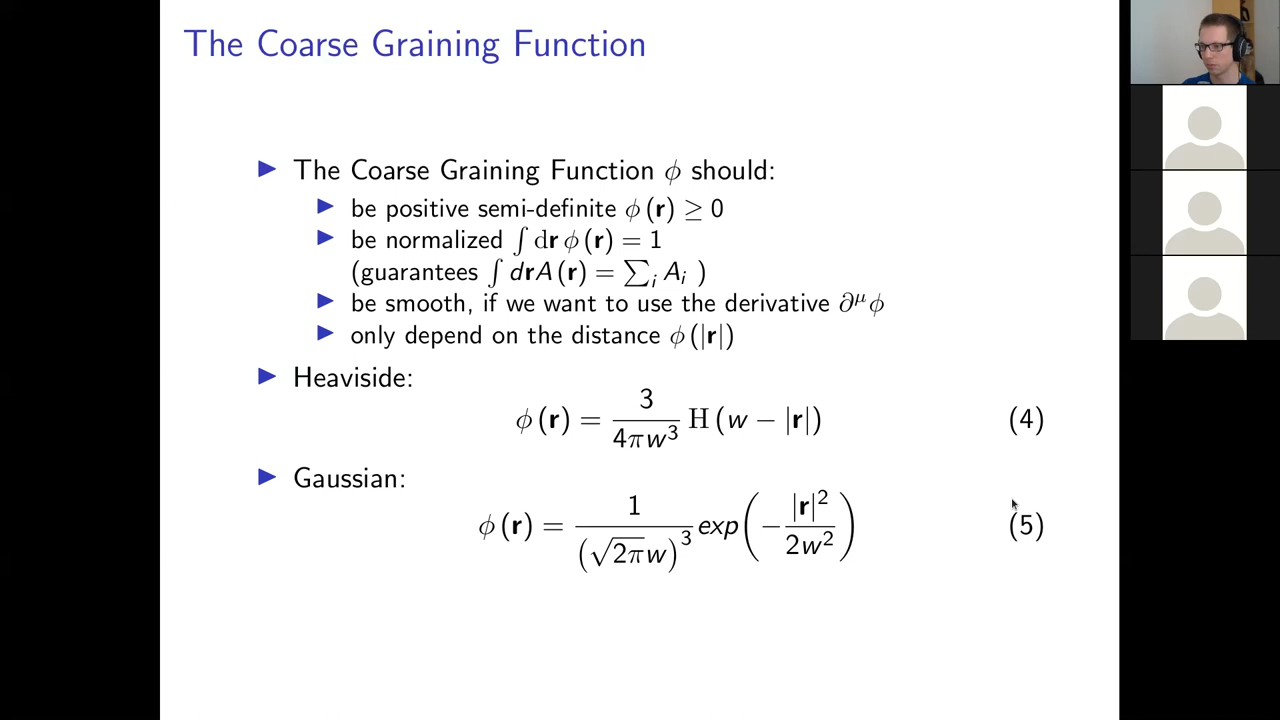 The Coarse Graining Function
▶ The Coarse Graining Function ϕ should:
▶ be positive semi-definite ϕ (r) ≥ 0
▶ be normalized ∫ dr ϕ (r) = 1
(guarantees ∫ drA (r) = ∑ᵢ Aᵢ )
▶ be smooth, if we want to use the derivative ∂^μ ϕ
▶ only depend on the distance ϕ (|r|)
▶ Heaviside:
ϕ (r) = 3/(4πw³) H (w − |r|) (4)
▶ Gaussian:
ϕ (r) = 1/(√2π w)³ exp(−|r|²/2w²) (5)